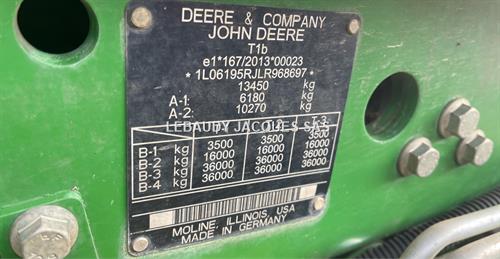 DEERE & COMPANY
JOHN DEERE
T1b
e1*167/2013*00023
* 1L06195RJLR968697 *
13450 kg
A-1: 6180 kg
A-2: 10270 kg
LEBAUDY JACQUES SAS
B-1 kg 3500 3500 3500
B-2 kg 16000 16000 16000
B-3 kg 36000 36000 36000
B-4 kg 36000 36000 36000
MOLINE, ILLINOIS, USA
MADE IN GERMANY